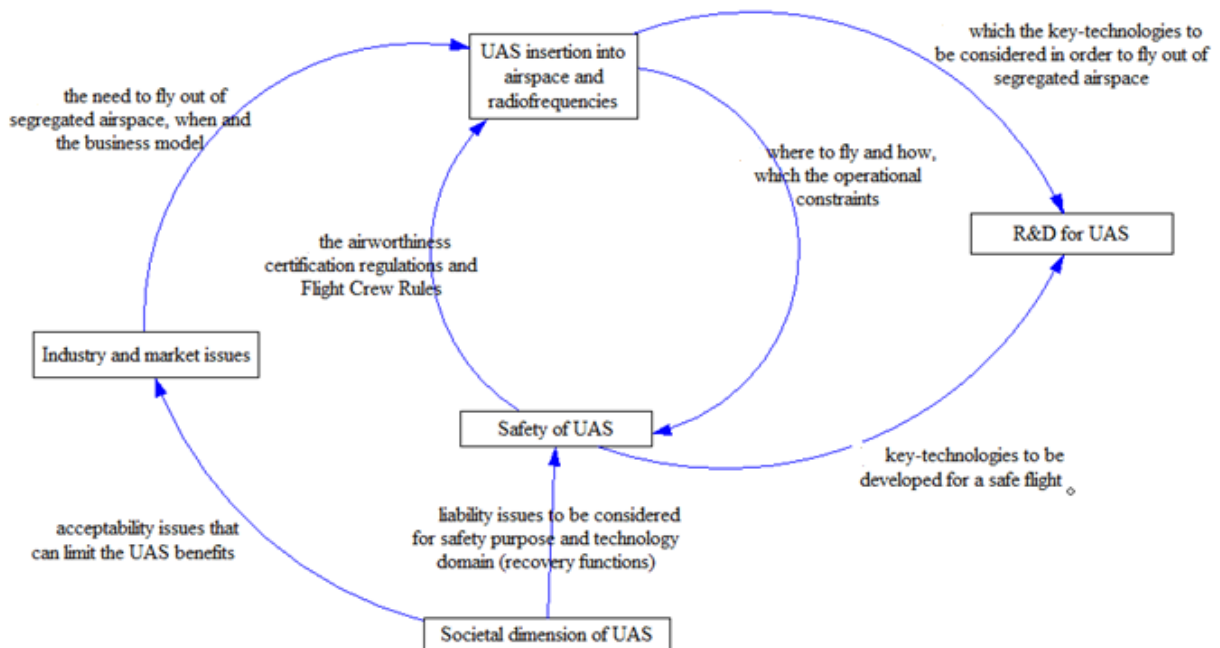 UAS insertion into
airspace and
radiofrequencies
which the key-technologies to
be considered in order to fly out of
segregated airspace
the need to fly out of
segregated airspace, when and
the business model
where to fly and how,
which the operational
constraints
R&D for UAS
the airworthiness
certification regulations and
Flight Crew Rules
Industry and market issues
Safety of UAS
key-technologies to be
developed for a safe flight
acceptability issues that
can limit the UAS benefits
liability issues to be considered
for safety purpose and technology
domain (recovery functions)
Societal dimension of UAS